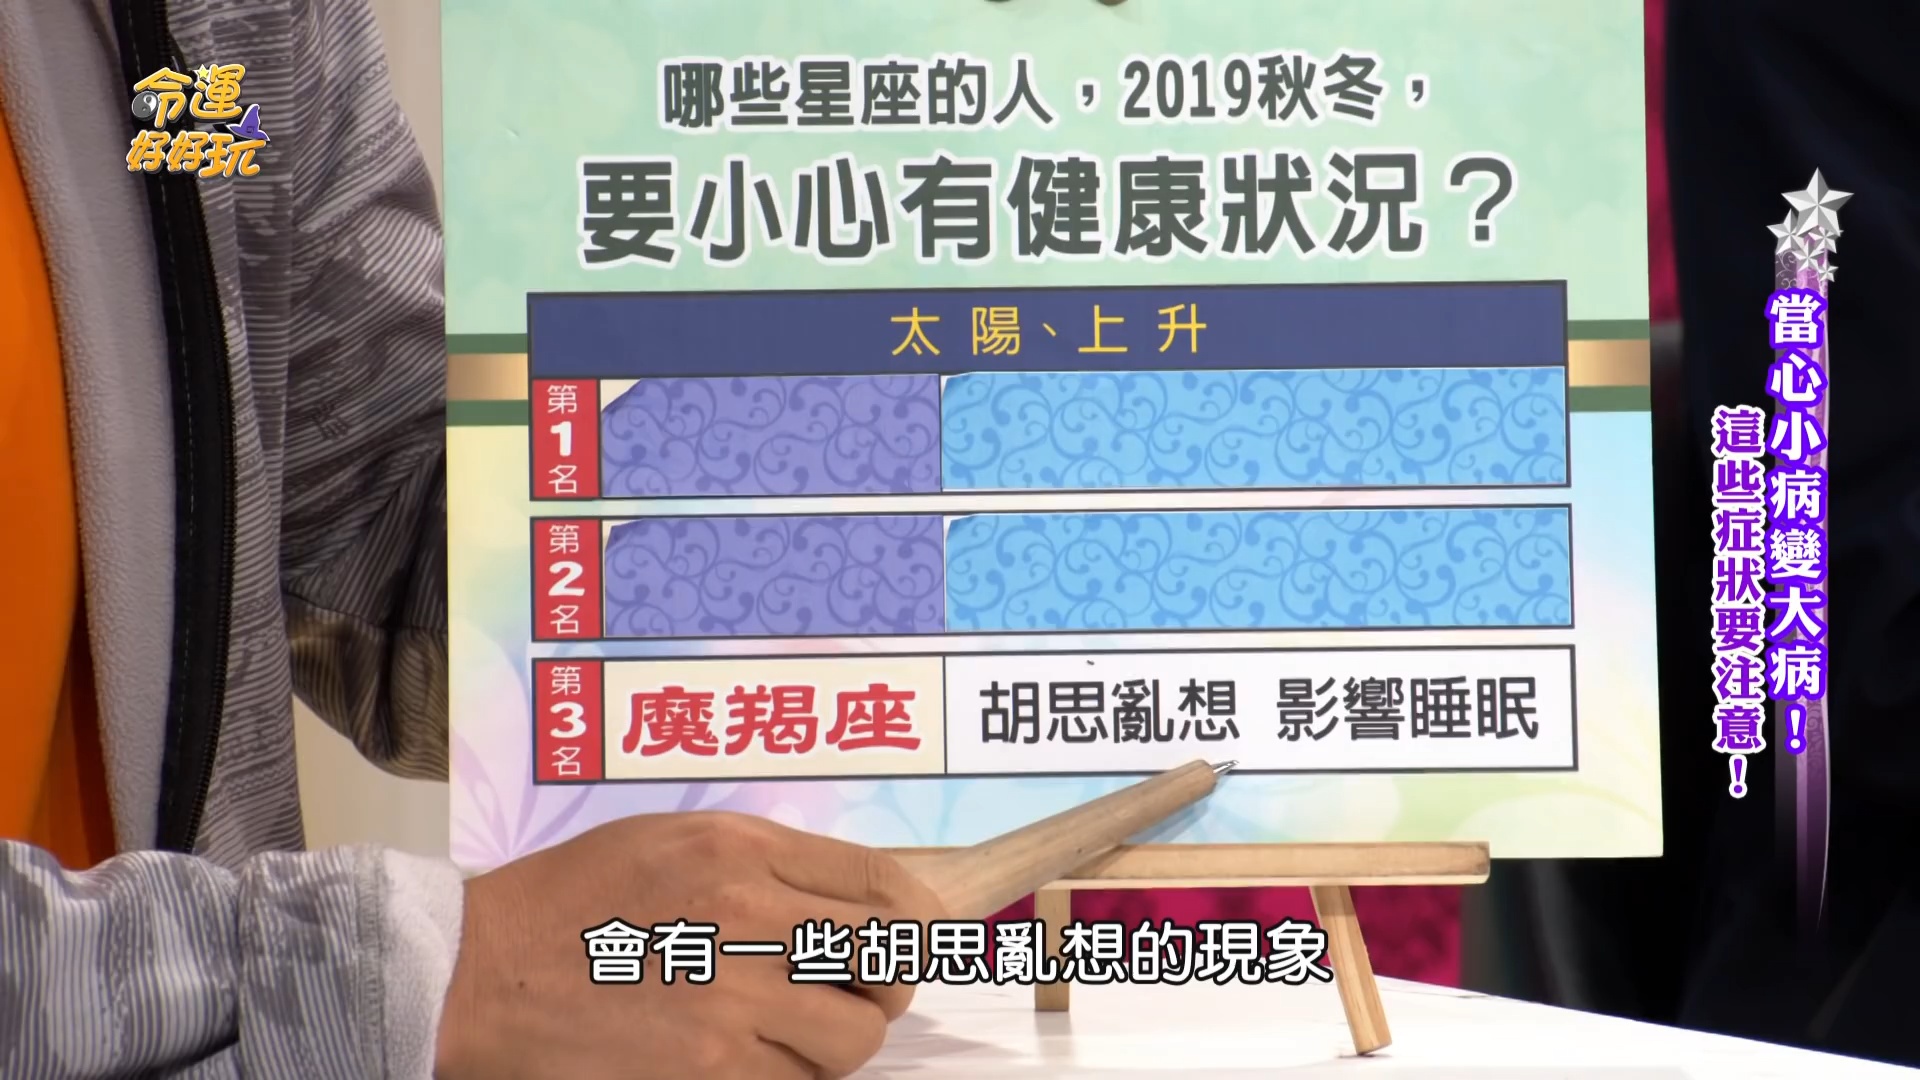 命運
好好玩
哪些星座的人，2019秋冬，
要小心有健康狀況？
太陽、上升
第1名
第2名
第3名
魔羯座
胡思亂想 影響睡眠
當心小病變大病！
這些症狀要注意！
會有一些胡思亂想的現象